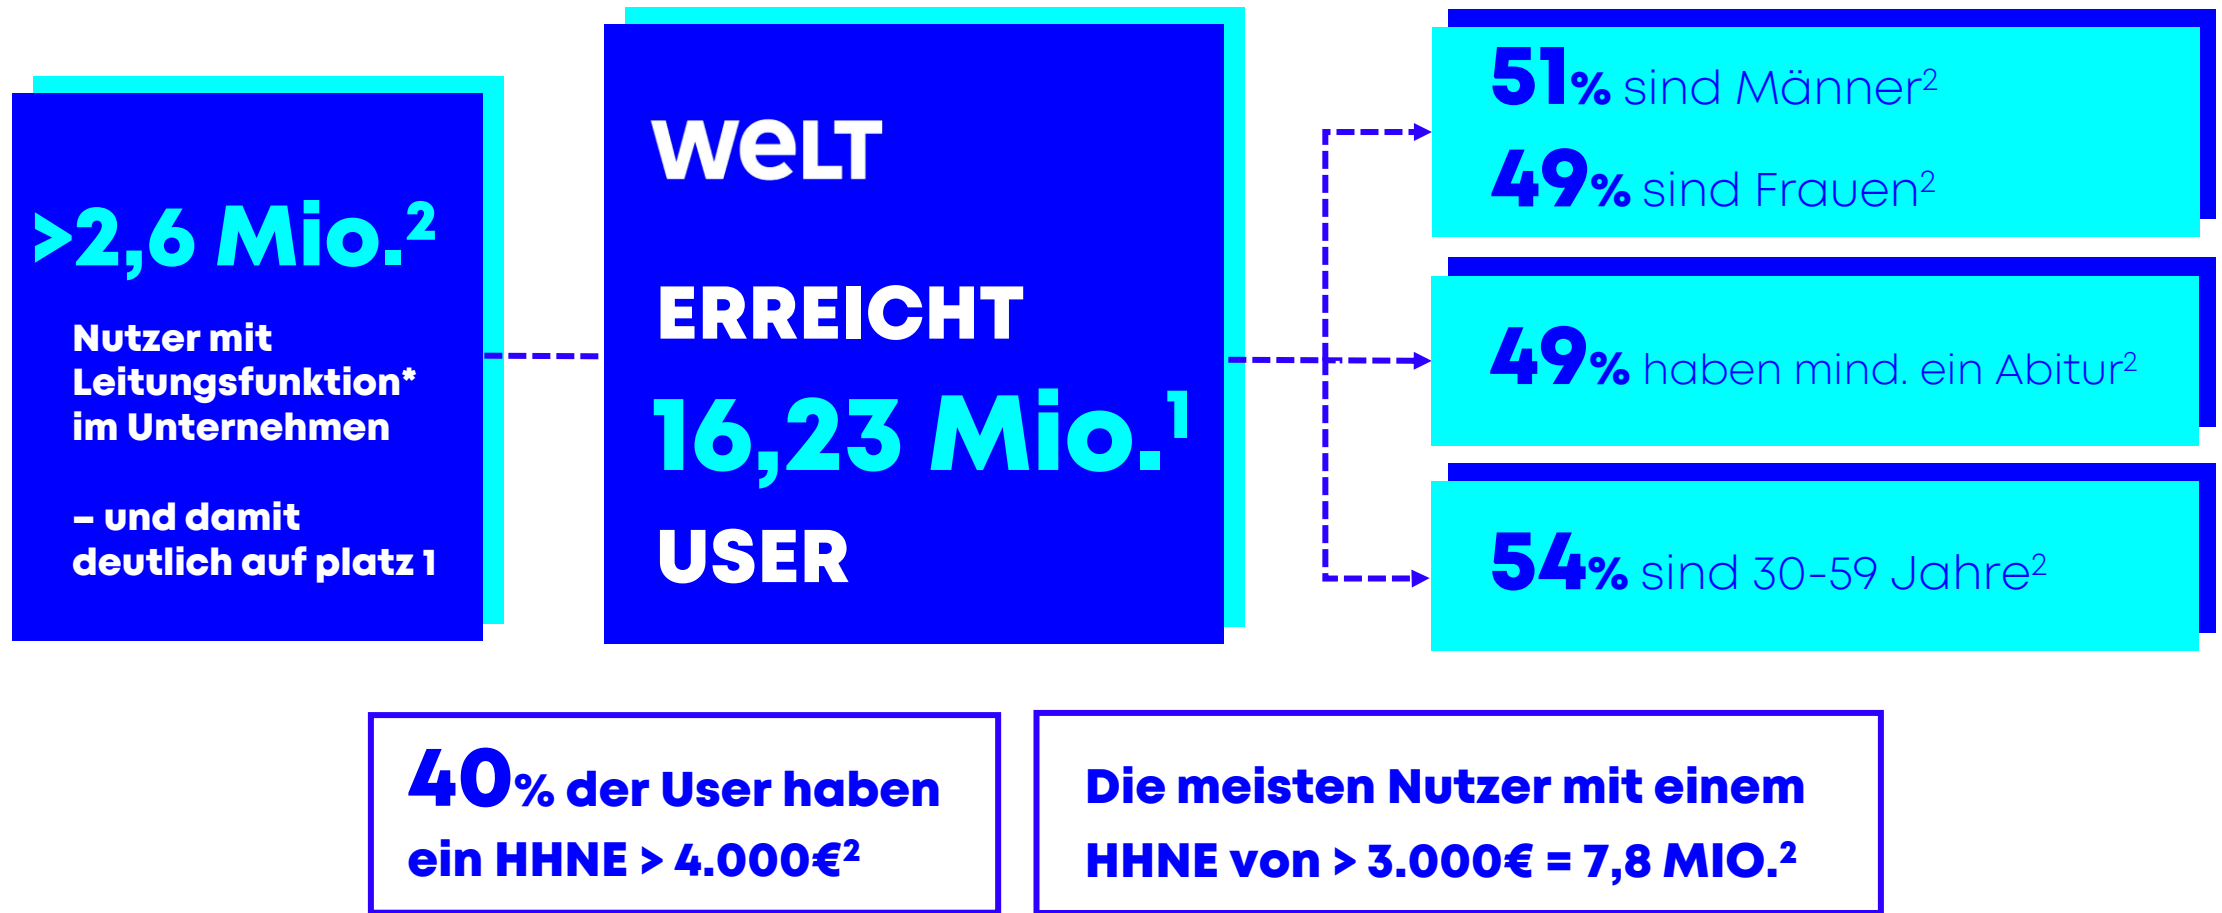 >2,6 Mio.²
Nutzer mit
Leitungsfunktion*
im Unternehmen
– und damit
deutlich auf platz 1
WELT
ERREICHT
16,23 Mio.¹
USER
51% sind Männer²
49% sind Frauen²
49% haben mind. ein Abitur²
54% sind 30-59 Jahre²
40% der User haben
ein HHNE > 4.000€²
Die meisten Nutzer mit einem
HHNE von > 3.000€ = 7,8 MIO.²